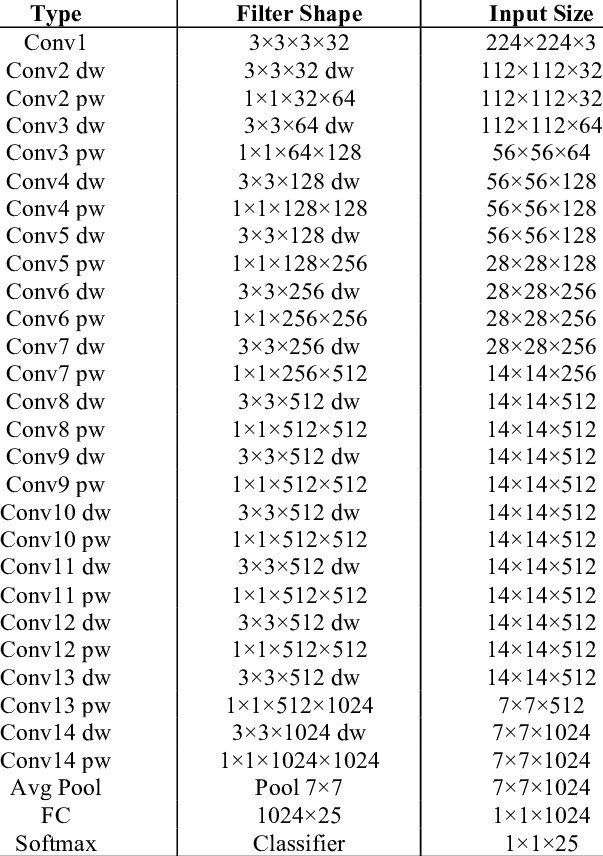 Type Filter Shape Input Size
Conv1 3×3×3×32 224×224×3
Conv2 dw 3×3×32 dw 112×112×32
Conv2 pw 1×1×32×64 112×112×32
Conv3 dw 3×3×64 dw 112×112×64
Conv3 pw 1×1×64×128 56×56×64
Conv4 dw 3×3×128 dw 56×56×128
Conv4 pw 1×1×128×128 56×56×128
Conv5 dw 3×3×128 dw 56×56×128
Conv5 pw 1×1×128×256 28×28×128
Conv6 dw 3×3×256 dw 28×28×256
Conv6 pw 1×1×256×256 28×28×256
Conv7 dw 3×3×256 dw 28×28×256
Conv7 pw 1×1×256×512 14×14×256
Conv8 dw 3×3×512 dw 14×14×512
Conv8 pw 1×1×512×512 14×14×512
Conv9 dw 3×3×512 dw 14×14×512
Conv9 pw 1×1×512×512 14×14×512
Conv10 dw 3×3×512 dw 14×14×512
Conv10 pw 1×1×512×512 14×14×512
Conv11 dw 3×3×512 dw 14×14×512
Conv11 pw 1×1×512×512 14×14×512
Conv12 dw 3×3×512 dw 14×14×512
Conv12 pw 1×1×512×512 14×14×512
Conv13 dw 3×3×512 dw 14×14×512
Conv13 pw 1×1×512×1024 7×7×512
Conv14 dw 3×3×1024 dw 7×7×1024
Conv14 pw 1×1×1024×1024 7×7×1024
Avg Pool Pool 7×7 7×7×1024
FC 1024×25 1×1×1024
Softmax Classifier 1×1×25